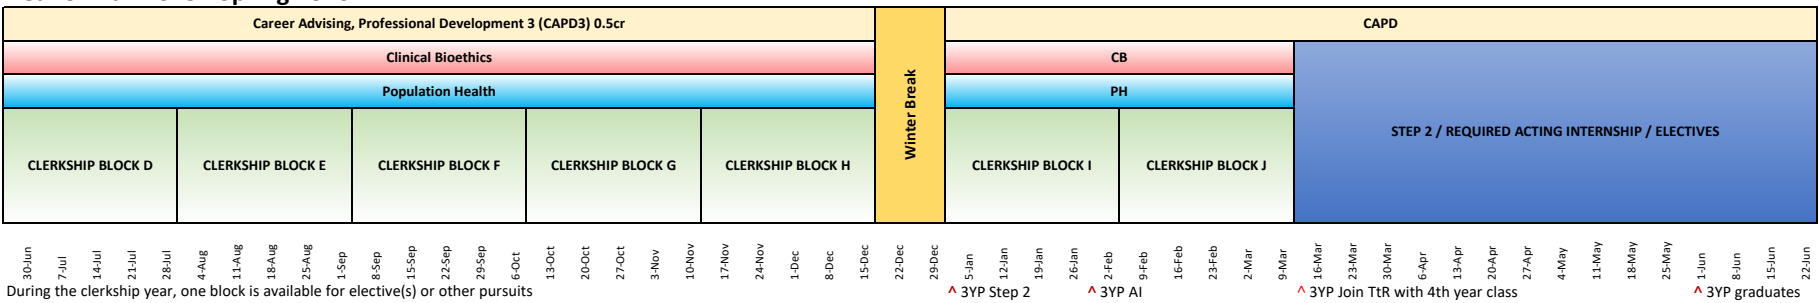 Career Advising, Professional Development 3 (CAPD3) 0.5cr
CAPD
Clinical Bioethics
CB
Population Health
PH
Winter Break
STEP 2 / REQUIRED ACTING INTERNSHIP / ELECTIVES
CLERKSHIP BLOCK D
CLERKSHIP BLOCK E
CLERKSHIP BLOCK F
CLERKSHIP BLOCK G
CLERKSHIP BLOCK H
CLERKSHIP BLOCK I
CLERKSHIP BLOCK J
30-Jun
7-Jul
14-Jul
21-Jul
28-Jul
4-Aug
11-Aug
18-Aug
25-Aug
1-Sep
8-Sep
15-Sep
22-Sep
29-Sep
6-Oct
13-Oct
20-Oct
27-Oct
3-Nov
10-Nov
17-Nov
24-Nov
1-Dec
8-Dec
15-Dec
22-Dec
29-Dec
5-Jan
12-Jan
19-Jan
26-Jan
2-Feb
9-Feb
16-Feb
23-Feb
2-Mar
9-Mar
16-Mar
23-Mar
30-Mar
6-Apr
13-Apr
20-Apr
27-Apr
4-May
11-May
18-May
25-May
1-Jun
8-Jun
15-Jun
22-Jun
During the clerkship year, one block is available for elective(s) or other pursuits
^ 3YP Step 2
^ 3YP AI
^ 3YP Join TtR with 4th year class
^ 3YP graduates